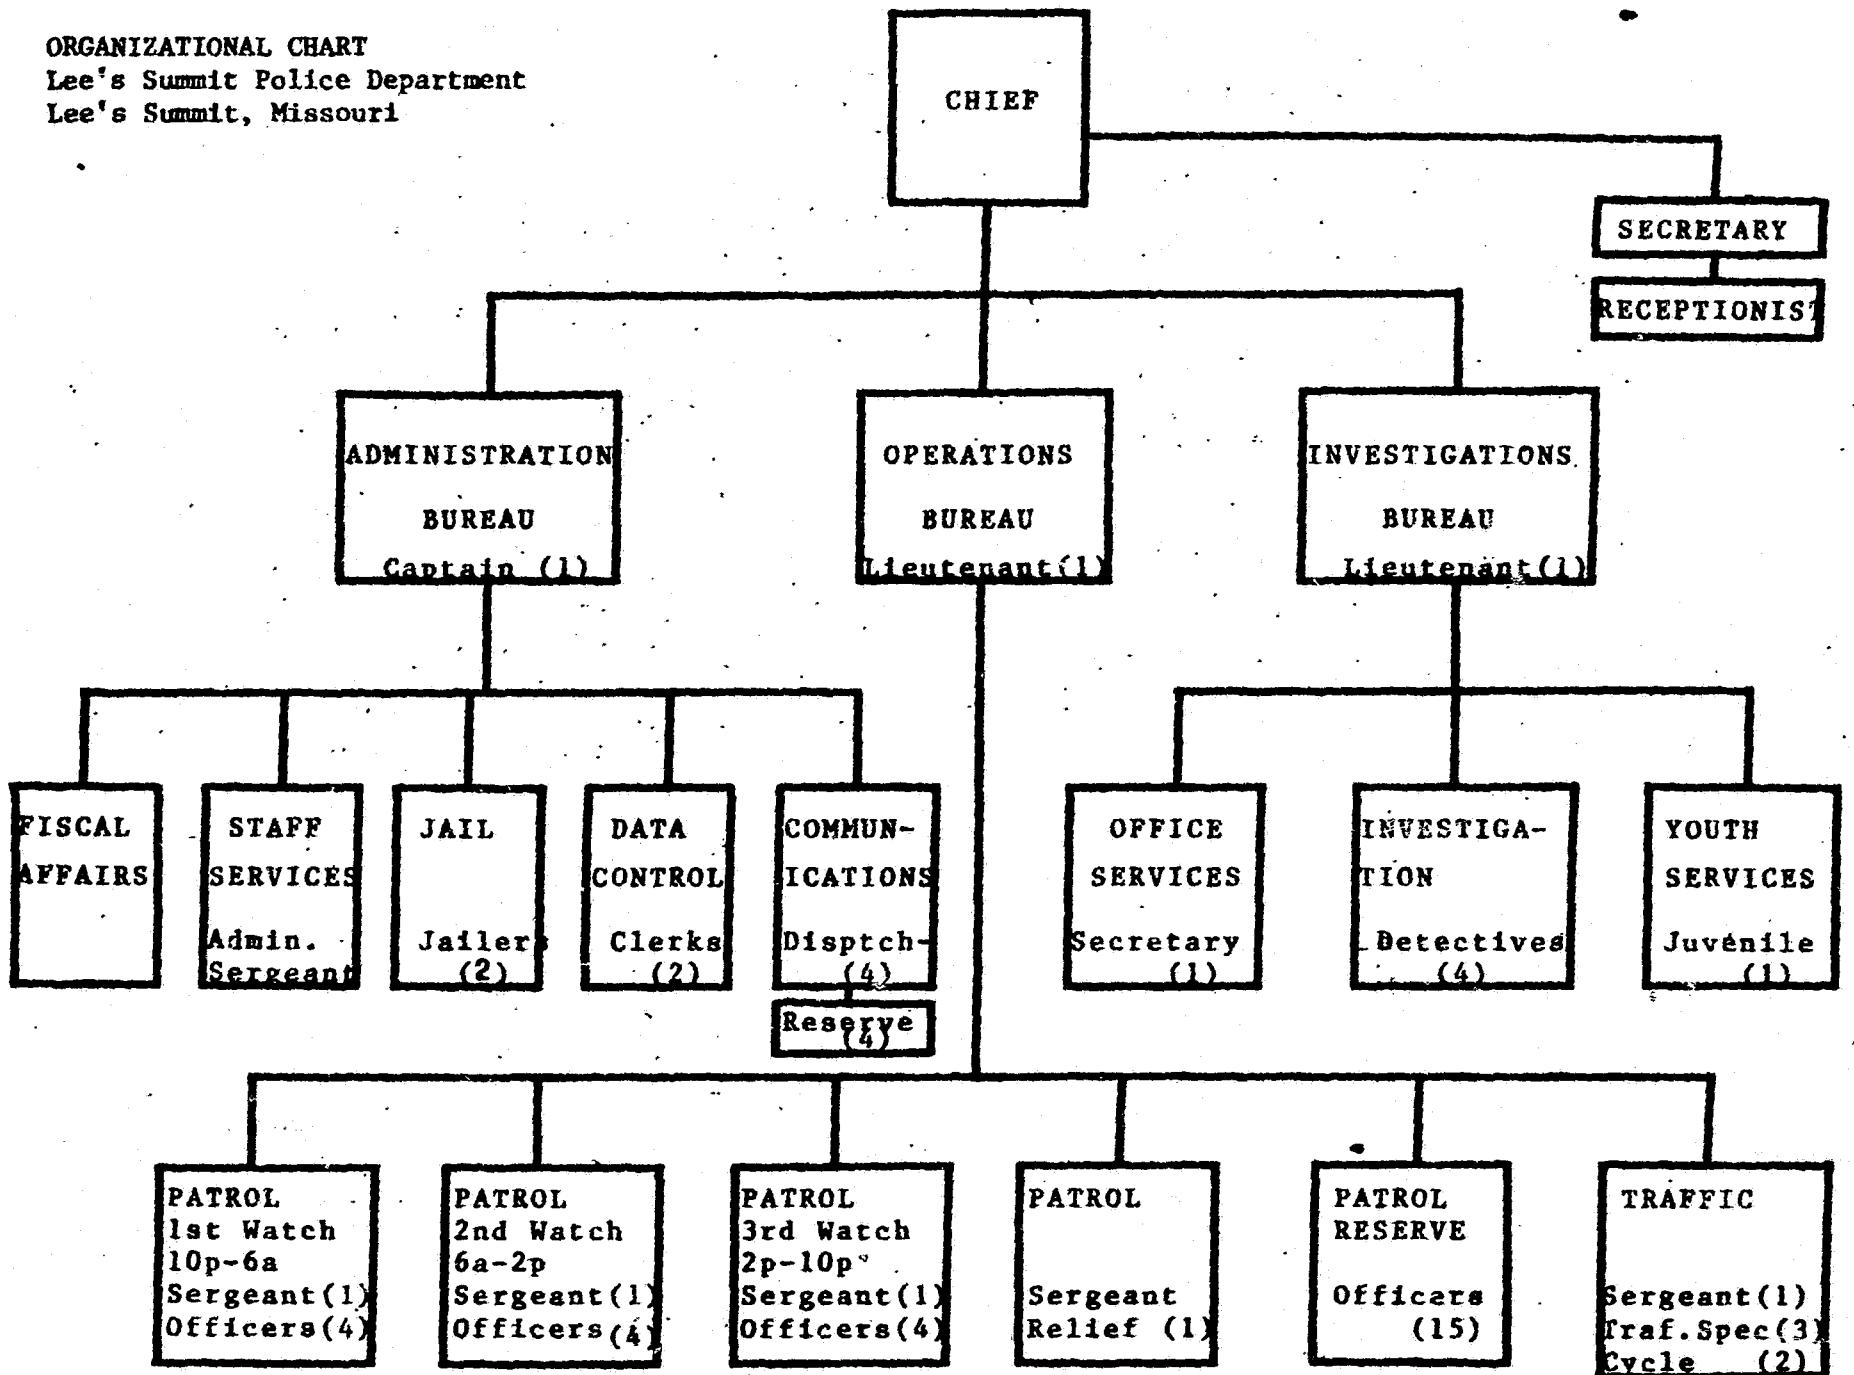 ORGANIZATIONAL CHART
Lee's Summit Police Department
Lee's Summit, Missouri
CHIEF
SECRETARY
RECEPTIONIST
ADMINISTRATION
BUREAU
Captain (1)
OPERATIONS
BUREAU
Lieutenant(1)
INVESTIGATIONS
BUREAU
Lieutenant(1)
FISCAL
AFFAIRS
STAFF
SERVICES
Admin.
Sergeant
JAIL
Jailers
(2)
DATA
CONTROL
Clerks
(2)
COMMUN-
ICATIONS
Disptch-
(4)
Reserve
(4)
OFFICE
SERVICES
Secretary
(1)
INVESTIGA-
TION
Detectives
(4)
YOUTH
SERVICES
Juvenile
(1)
PATROL
1st Watch
10p-6a
Sergeant(1)
Officers(4)
PATROL
2nd Watch
6a-2p
Sergeant(1)
Officers(4)
PATROL
3rd Watch
2p-10p
Sergeant(1)
Officers(4)
PATROL
Sergeant
Relief (1)
PATROL
RESERVE
Officers
(15)
TRAFFIC
Sergeant(1)
Traf.Spec(3)
Cycle (2)